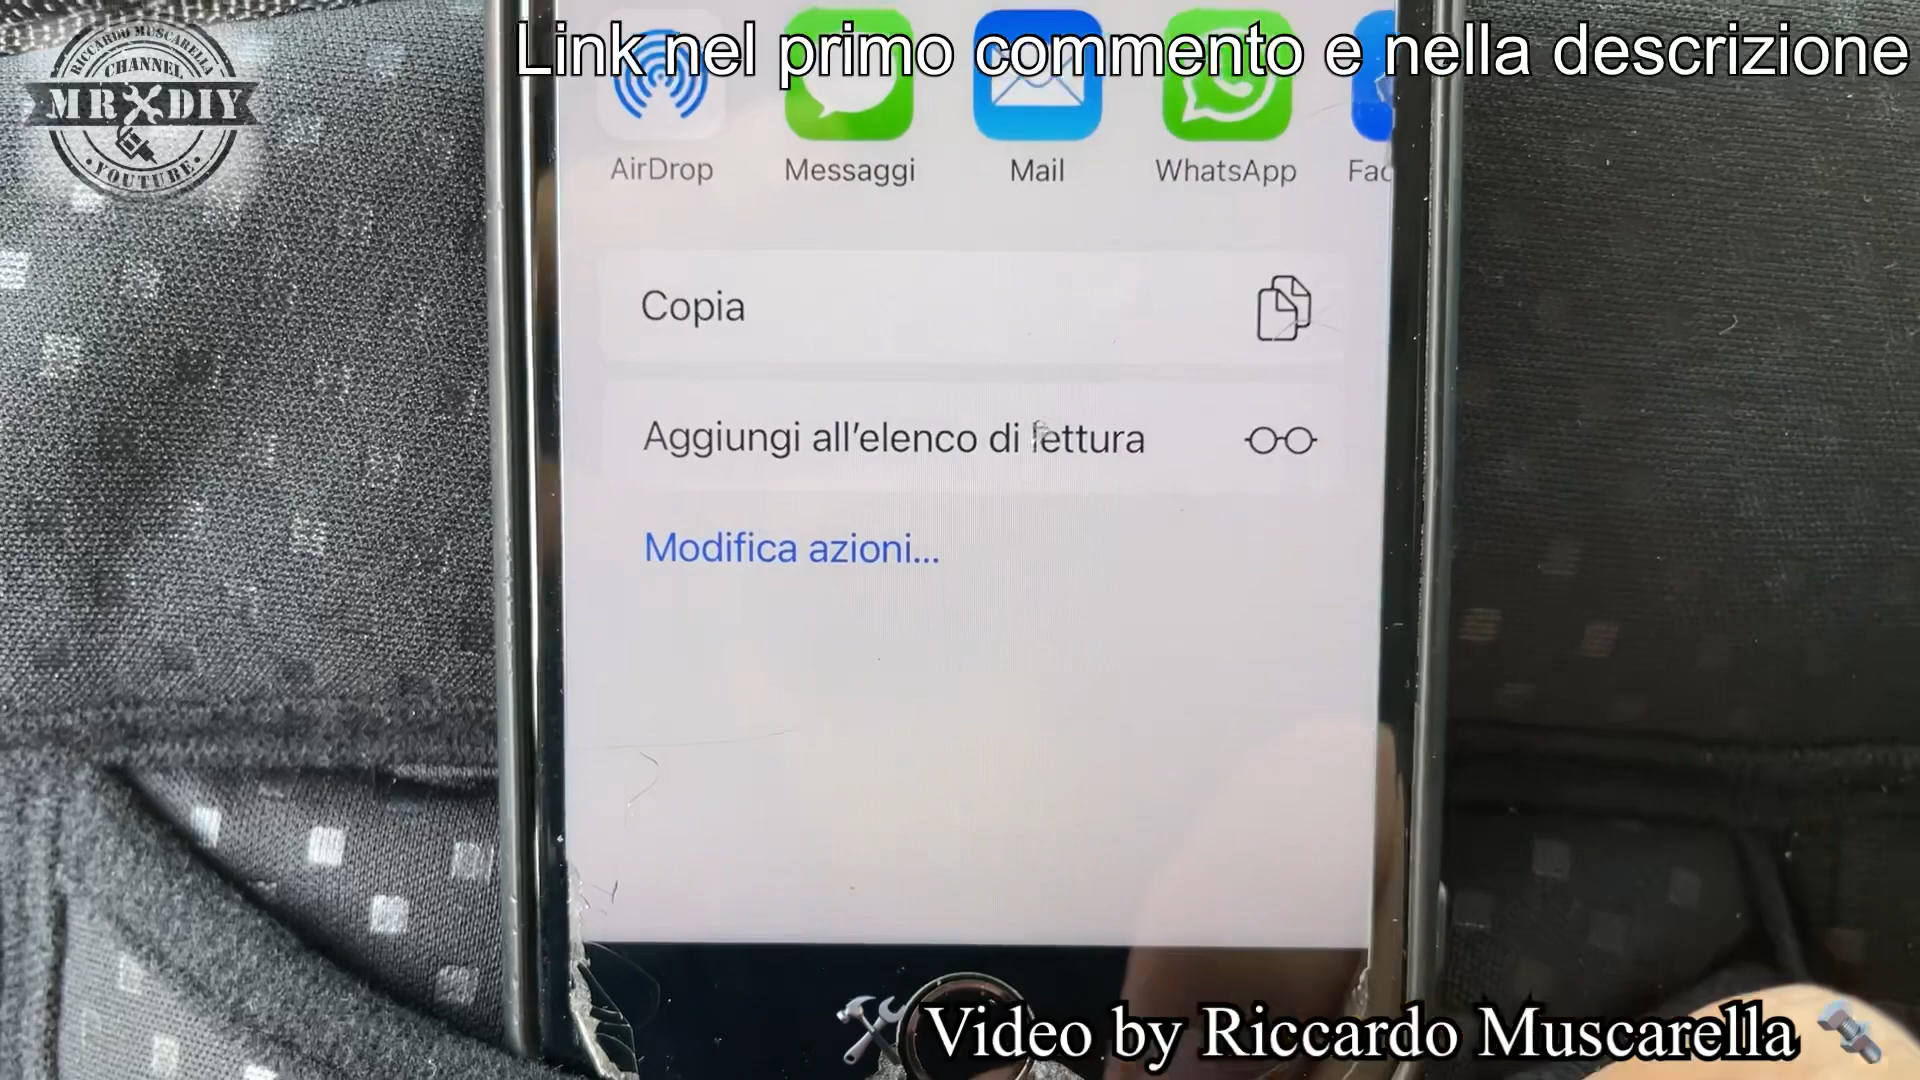 Link nel primo commento e nella descrizione
RICCARDO MUSCARELLA
CHANNEL
MR DIY
YOUTUBE
AirDrop Messaggi Mail WhatsApp Fac
Copia
Aggiungi all'elenco di lettura
Modifica azioni...
Video by Riccardo Muscarella